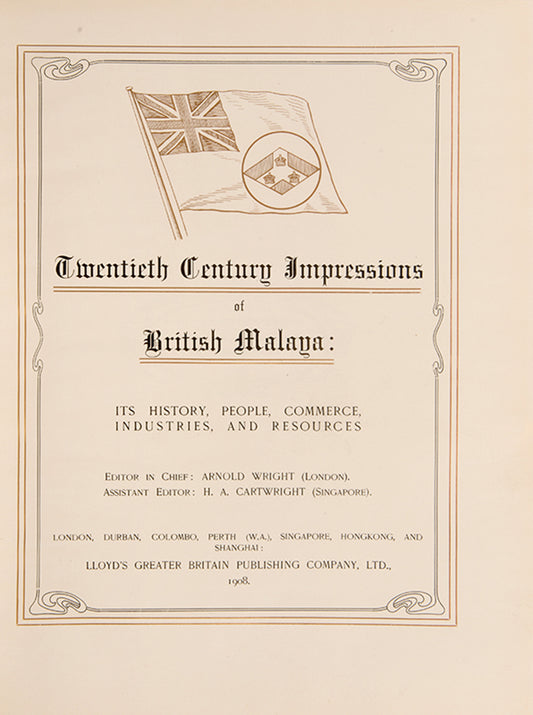 Twentieth Century Impressions
of
British Malaya:
ITS HISTORY, PEOPLE, COMMERCE,
INDUSTRIES, AND RESOURCES
EDITOR IN CHIEF: ARNOLD WRIGHT (LONDON).
ASSISTANT EDITOR: H. A. CARTWRIGHT (SINGAPORE).
LONDON, DURBAN, COLOMBO, PERTH (W.A.), SINGAPORE, HONGKONG, AND
SHANGHAI:
LLOYD'S GREATER BRITAIN PUBLISHING COMPANY, LTD.,
1908.